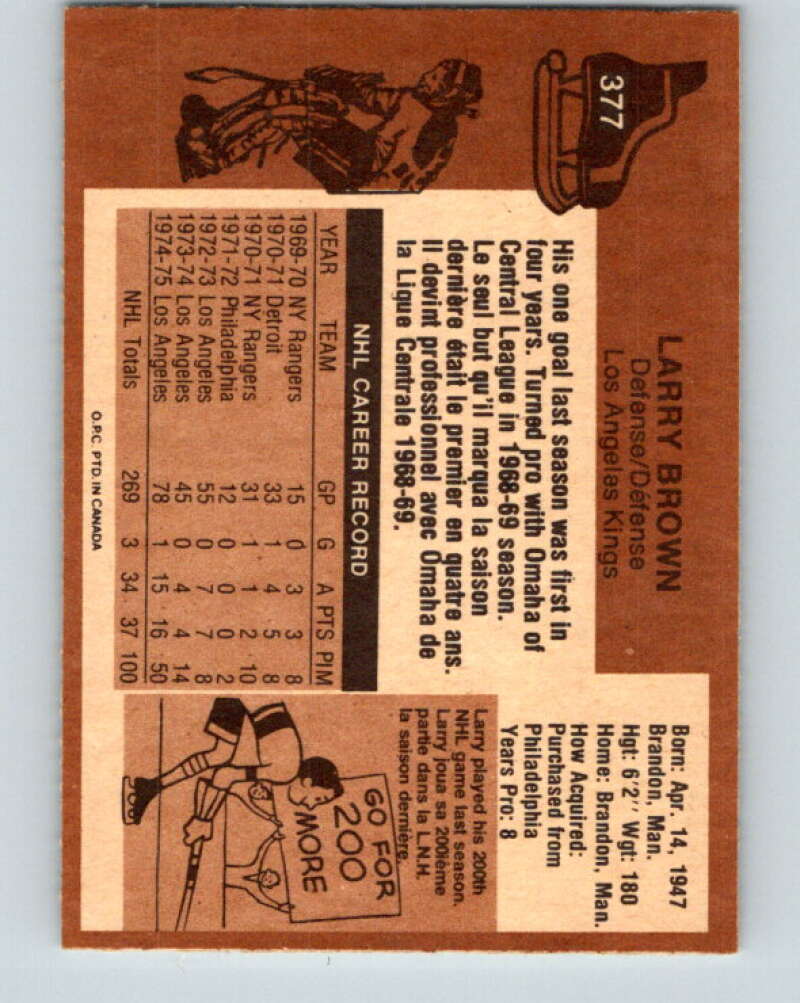 377
LARRY BROWN
Defense/Défense
Los Angelas Kings
Born: Apr. 14, 1947
Brandon, Man.
Hgt: 6'2" Wgt: 180
Home: Brandon, Man.
How Acquired:
Purchased from
Philadelphia
Years Pro: 8
His one goal last season was first in
four years. Turned pro with Omaha of
Central League in 1968-69 season.
Le seul but qu'il marqua la saison
dernière était le premier en quatre ans.
Il devint professionnel avec Omaha de
la Lique Centrale 1968-69.
NHL CAREER RECORD
YEAR TEAM GP G A PTS PIM
1969-70 NY Rangers 15 0 3 3 8
1970-71 Detroit 33 1 4 5 8
1970-71 NY Rangers 31 1 1 2 10
1971-72 Philadelphia 12 0 0 0 2
1972-73 Los Angeles 55 0 7 7 8
1973-74 Los Angeles 45 0 4 4 14
1974-75 Los Angeles 78 1 15 16 50
NHL Totals 269 3 34 37 100
Larry played his 200th
NHL game last season.
Larry joua sa 200ième
partie dans la L.N.H.
la saison dernière.
GO FOR
200
MORE
O.P.C. PTD. IN CANADA